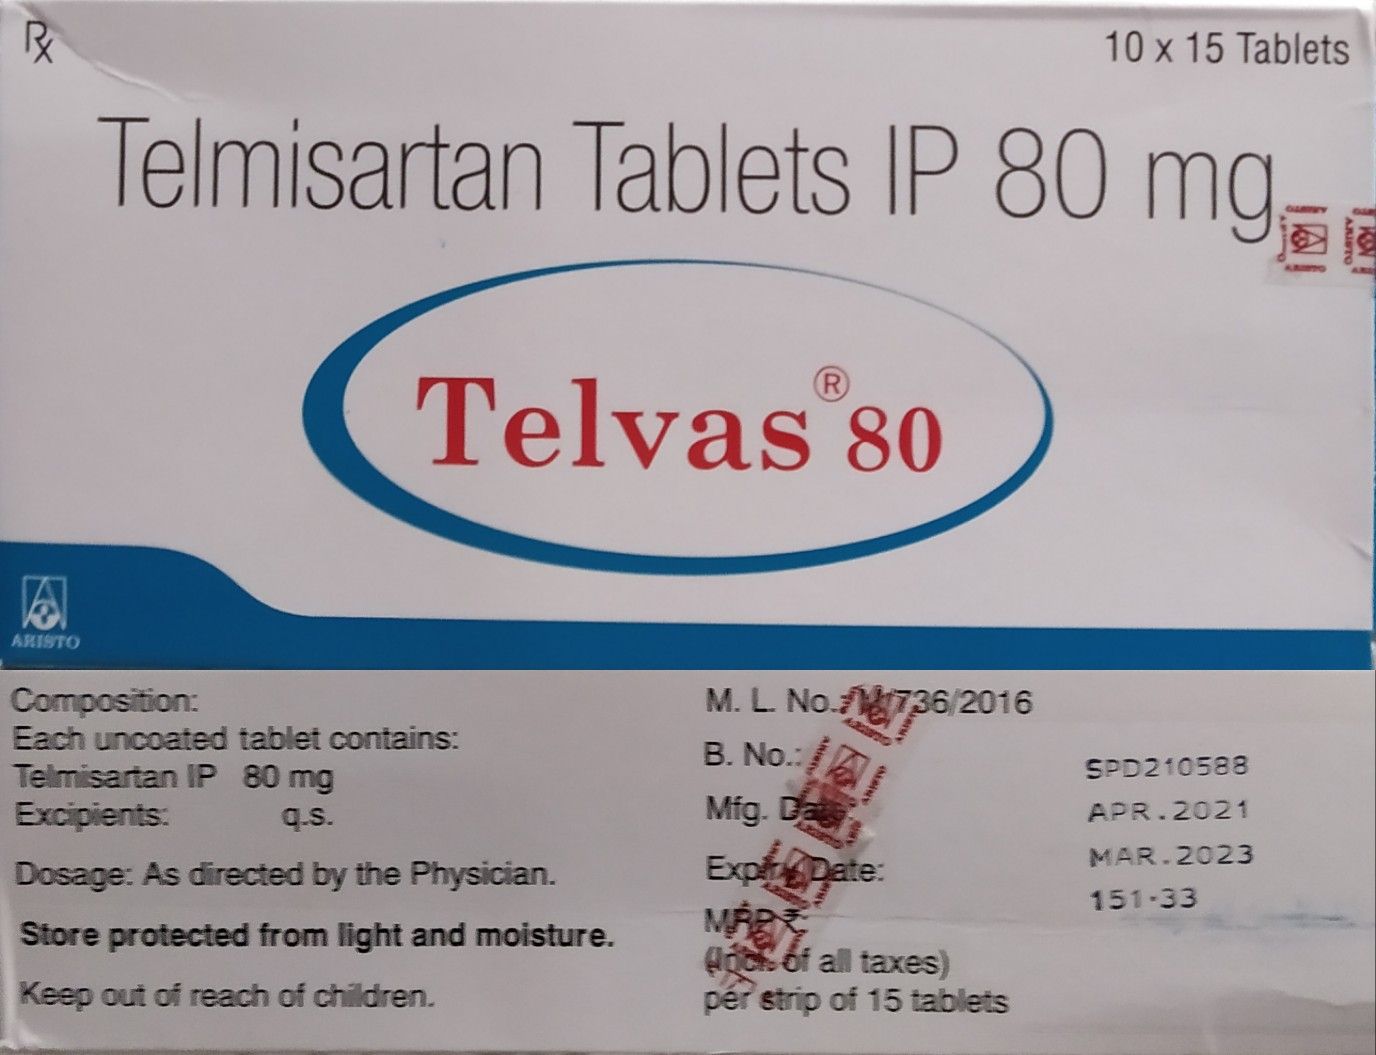 Rx
10 x 15 Tablets
Telmisartan Tablets IP 80 mg
Telvas® 80
ARISTO
ARISTO
Composition:
Each uncoated tablet contains:
Telmisartan IP 80 mg
Excipients: q.s.
Dosage: As directed by the Physician.
Store protected from light and moisture.
Keep out of reach of children.
M. L. No.: M/736/2016
B. No.: SPD210588
Mfg. Date: APR.2021
Expiry Date: MAR.2023
MRP ₹ 151.33
(Incl. of all taxes)
per strip of 15 tablets